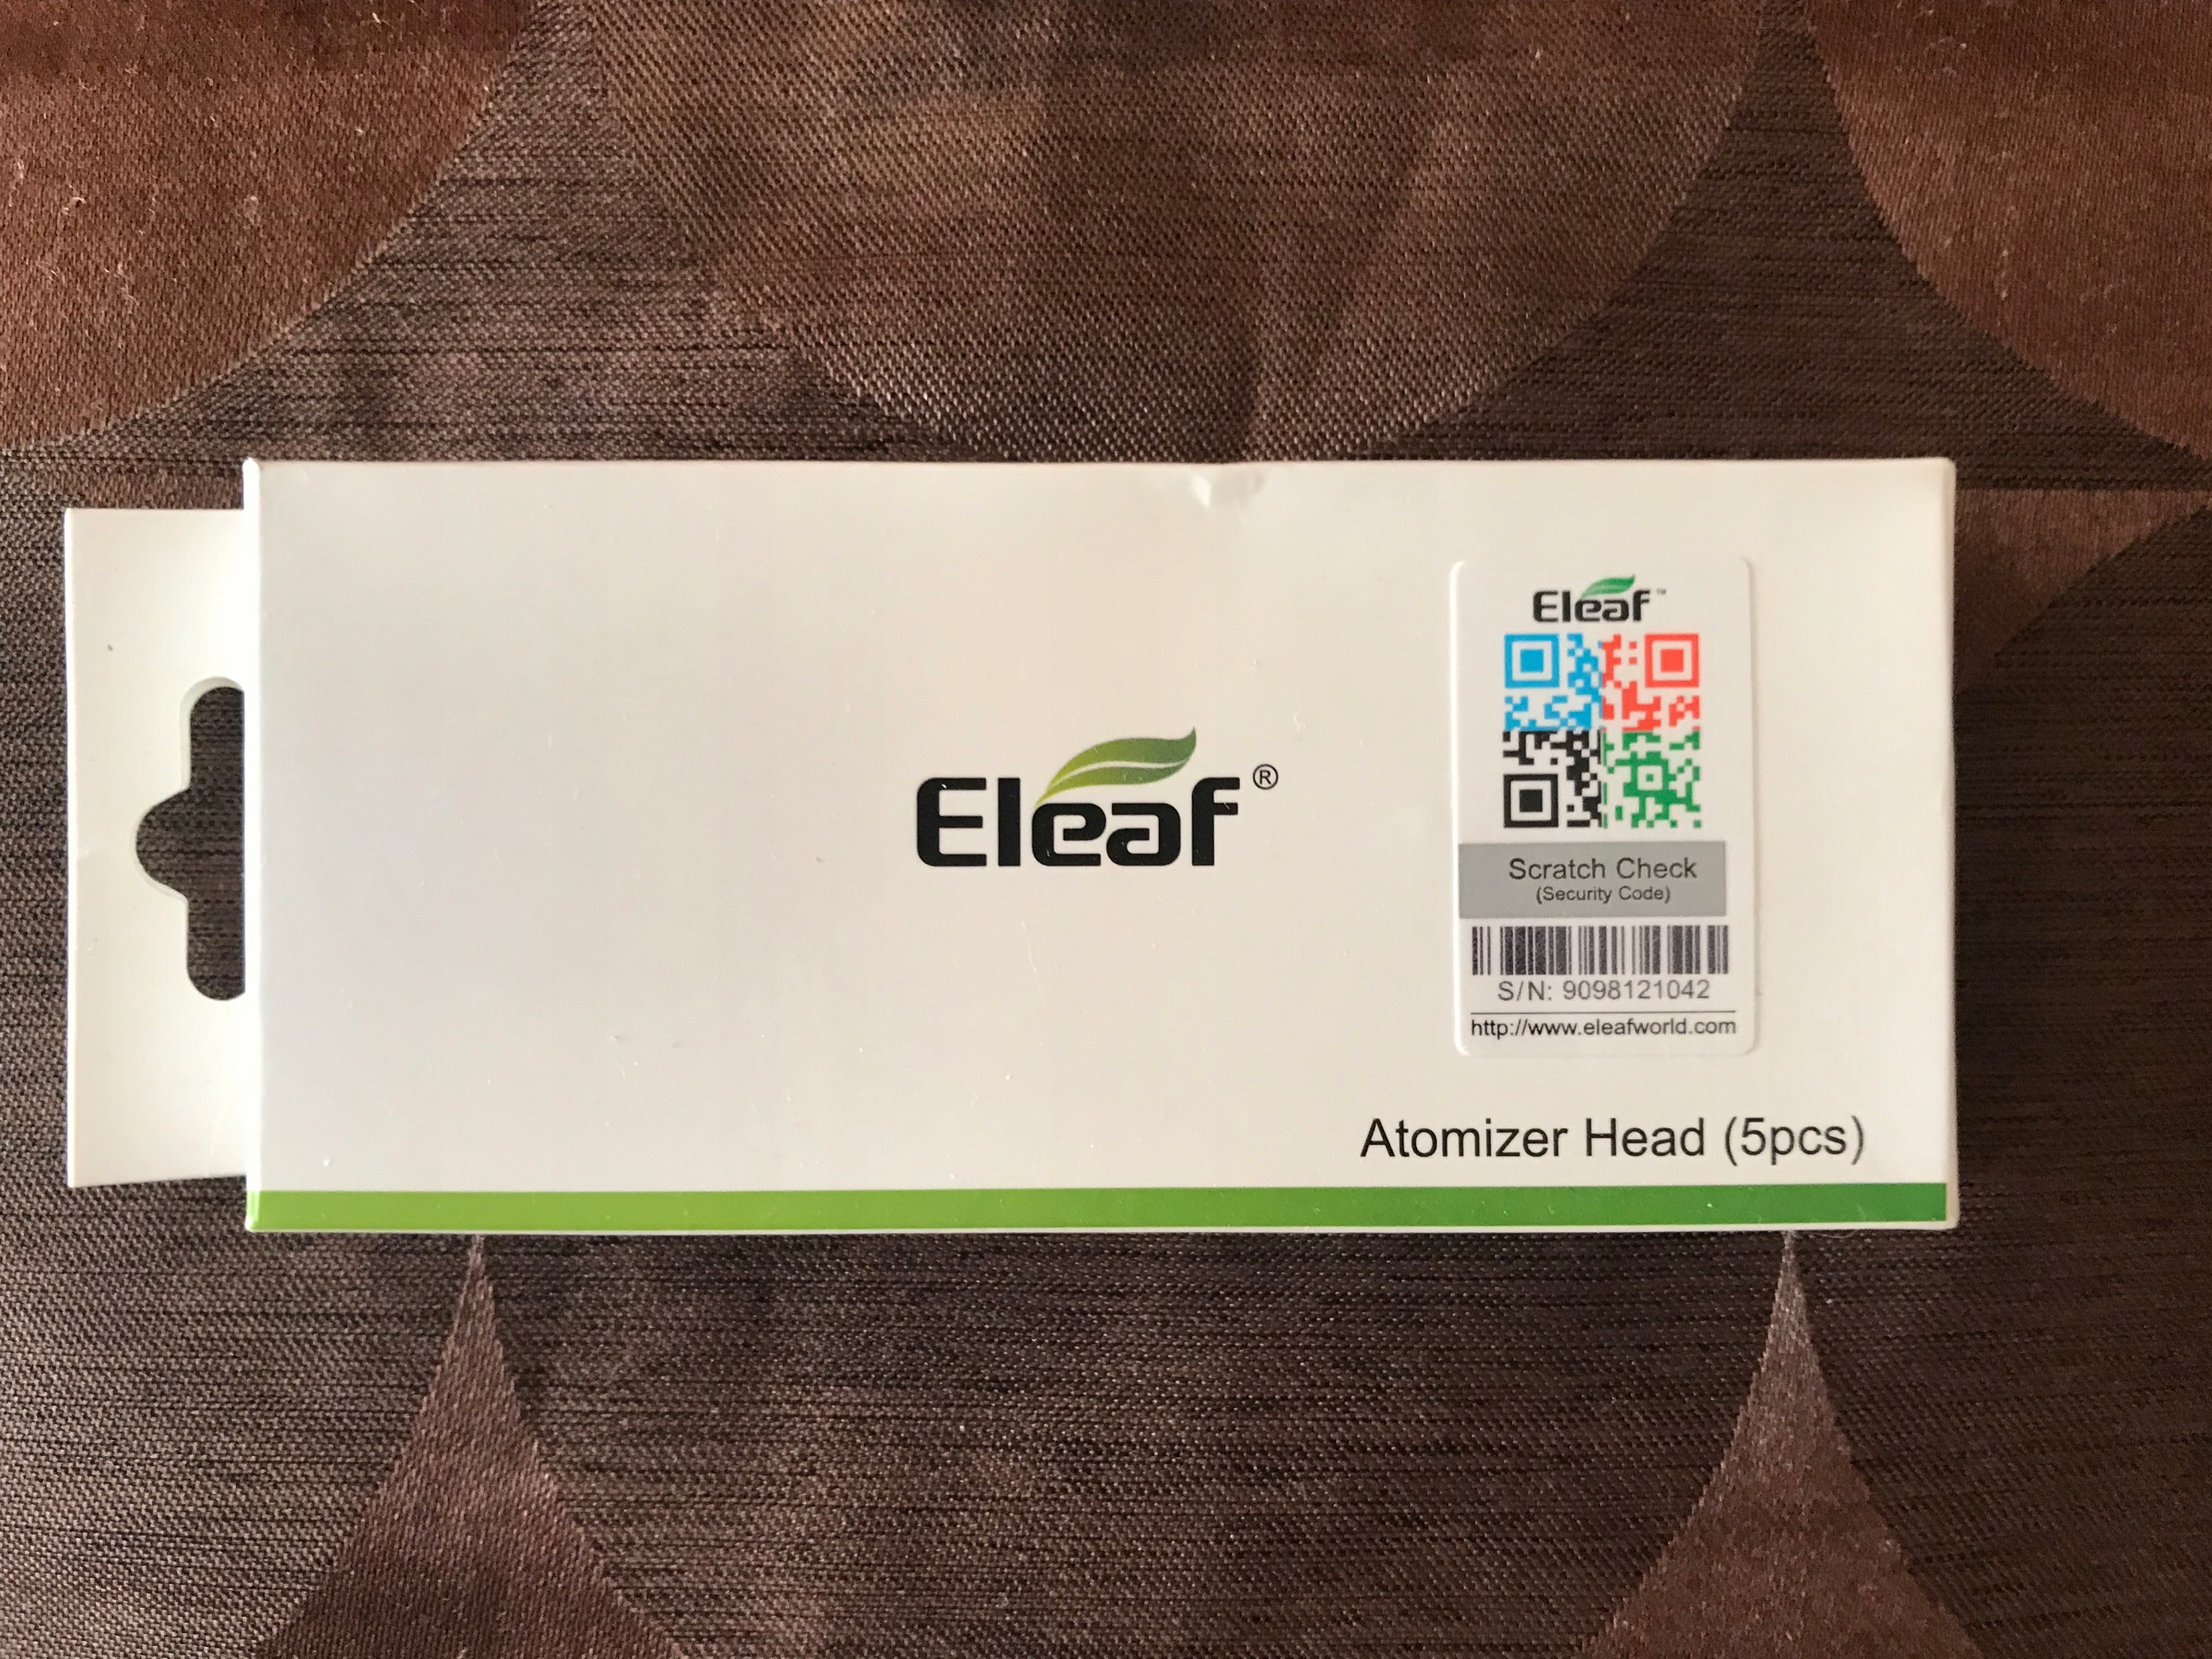 Eleaf®
Eleaf™
Scratch Check
(Security Code)
S/N: 9098121042
http://www.eleafworld.com
Atomizer Head (5pcs)